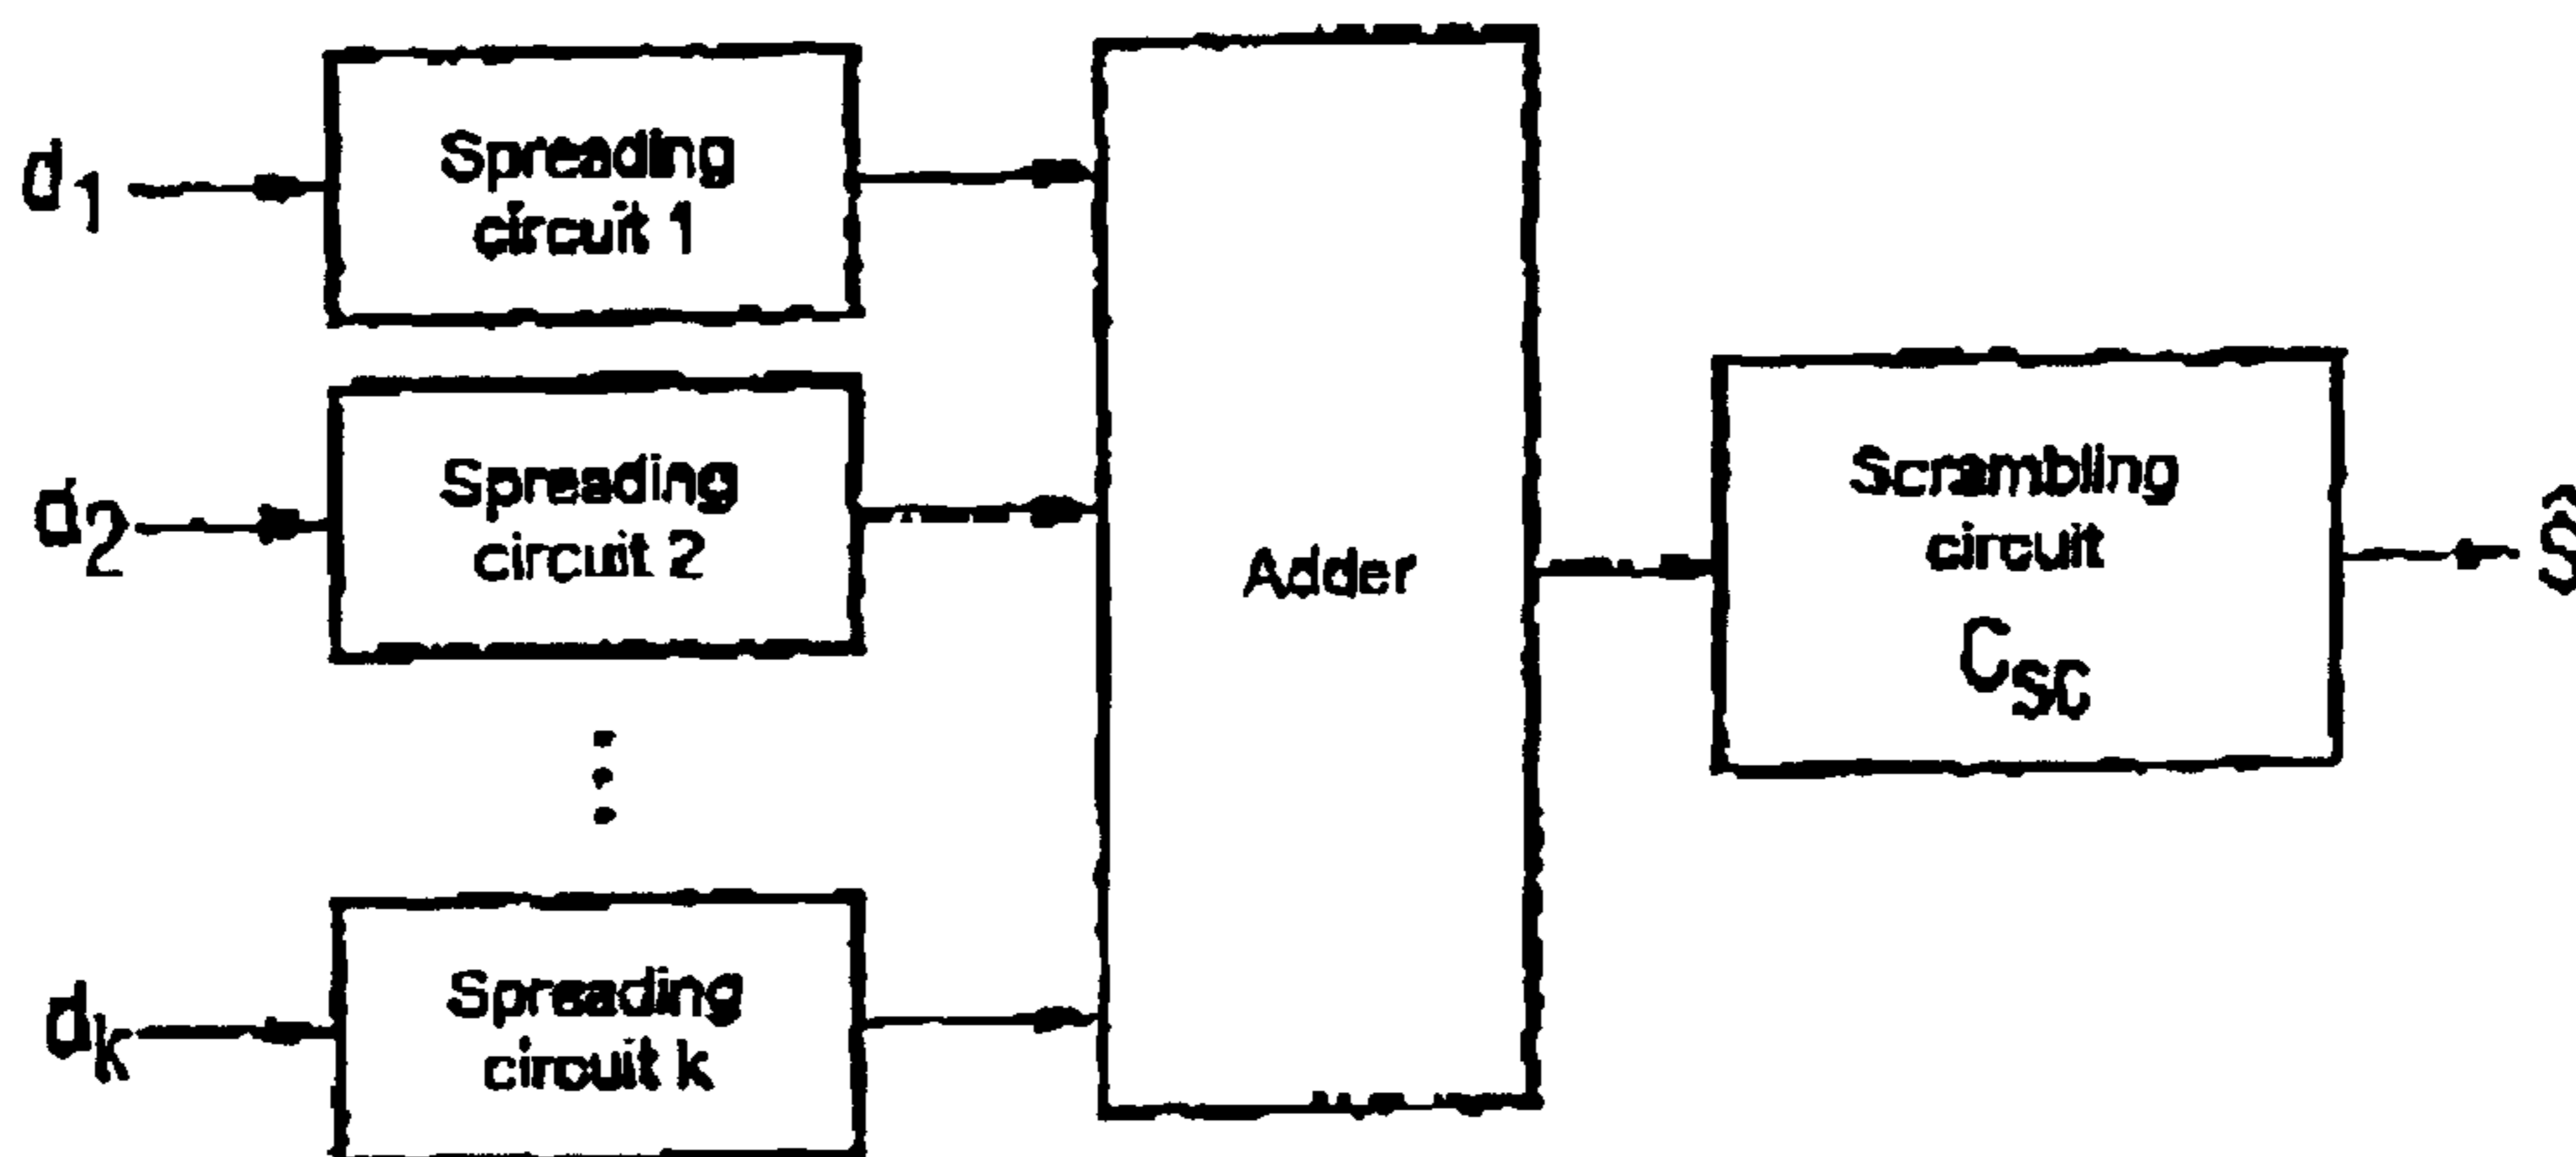 d1
Spreading
circuit 1
d2
Spreading
circuit 2
dk
Spreading
circuit k
Adder
Scrambling
circuit
CSC
ŝ